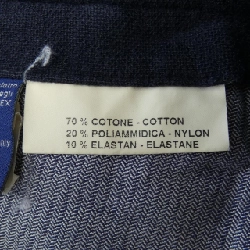 70 % COTONE - COTTON
20 % POLIAMMIDICA - NYLON
10 % ELASTAN - ELASTANE